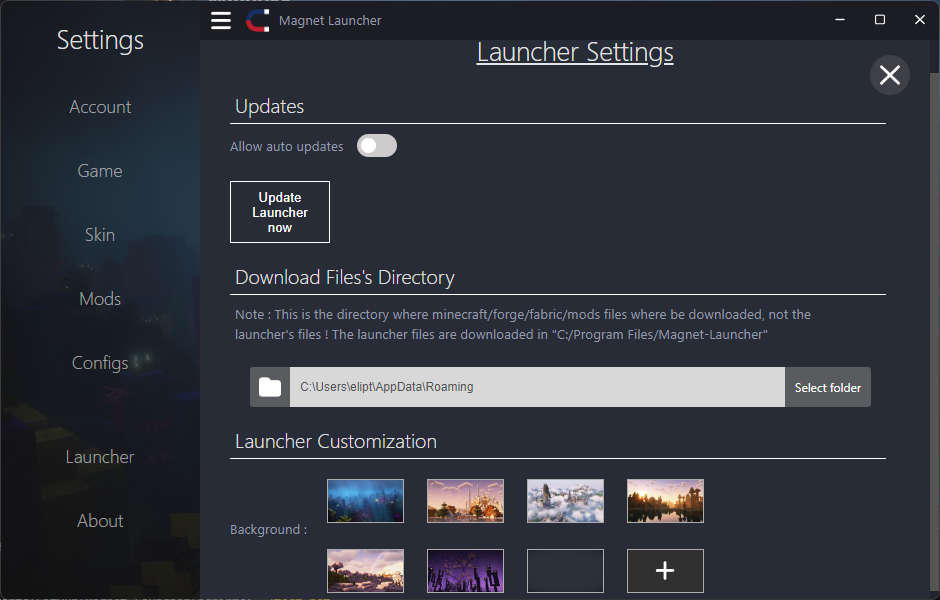 Magnet Launcher
Settings
Account
Game
Skin
Mods
Configs
Launcher
About
Launcher Settings
Updates
Allow auto updates
Update
Launcher
now
Download Files's Directory
Note : This is the directory where minecraft/forge/fabric/mods files where be downloaded, not the
launcher's files ! The launcher files are downloaded in "C:/Program Files/Magnet-Launcher"
C:\Users\elipt\AppData\Roaming
Select folder
Launcher Customization
Background :